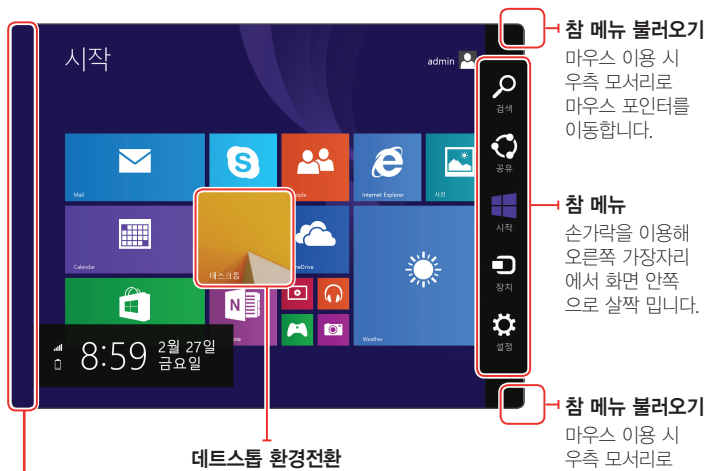 시작
admin
검색
공유
시작
장치
설정
Mail
People
Internet Explorer
사진
Calendar
데스크톱
OneDrive
Weather
8:59
2월 27일
금요일
참 메뉴 불러오기
마우스 이용 시
우측 모서리로
마우스 포인터를
이동합니다.
참 메뉴
손가락을 이용해
오른쪽 가장자리
에서 화면 안쪽
으로 살짝 밉니다.
참 메뉴 불러오기
마우스 이용 시
우측 모서리로
데트스톱 환경전환